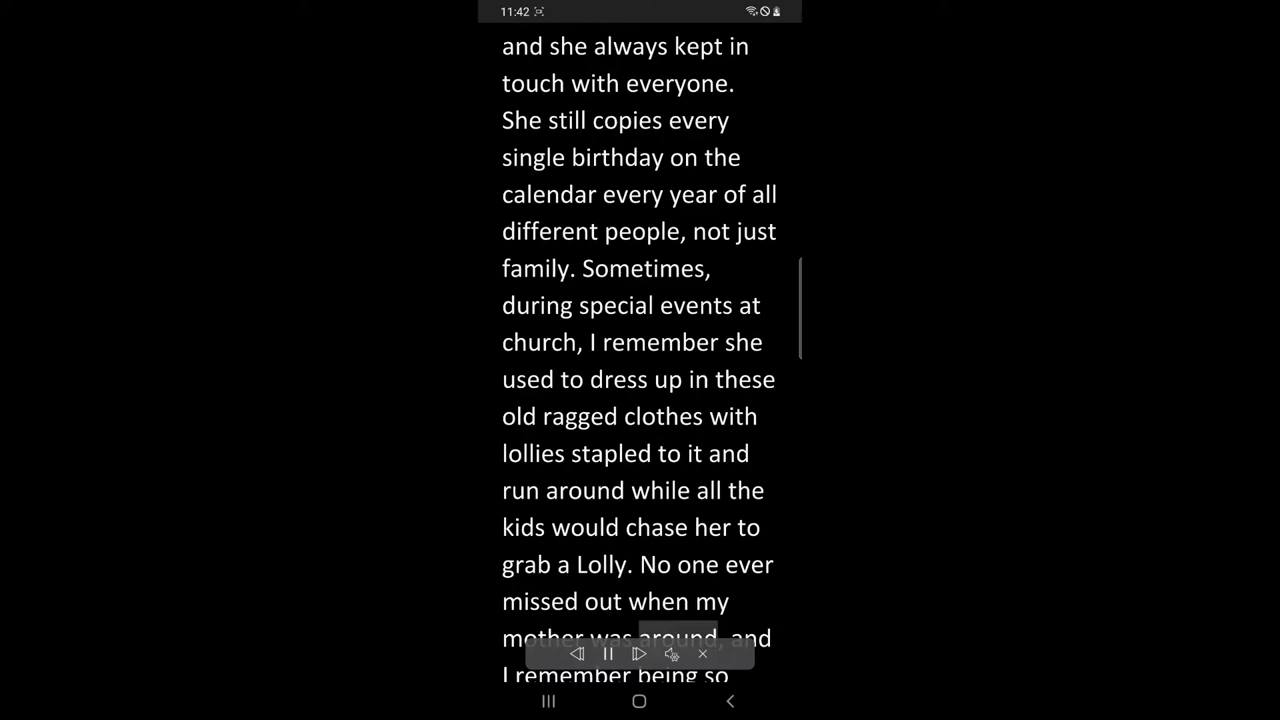 11:42
and she always kept in
touch with everyone.
She still copies every
single birthday on the
calendar every year of all
different people, not just
family. Sometimes,
during special events at
church, I remember she
used to dress up in these
old ragged clothes with
lollies stapled to it and
run around while all the
kids would chase her to
grab a Lolly. No one ever
missed out when my
mother was around, and
I remember being so